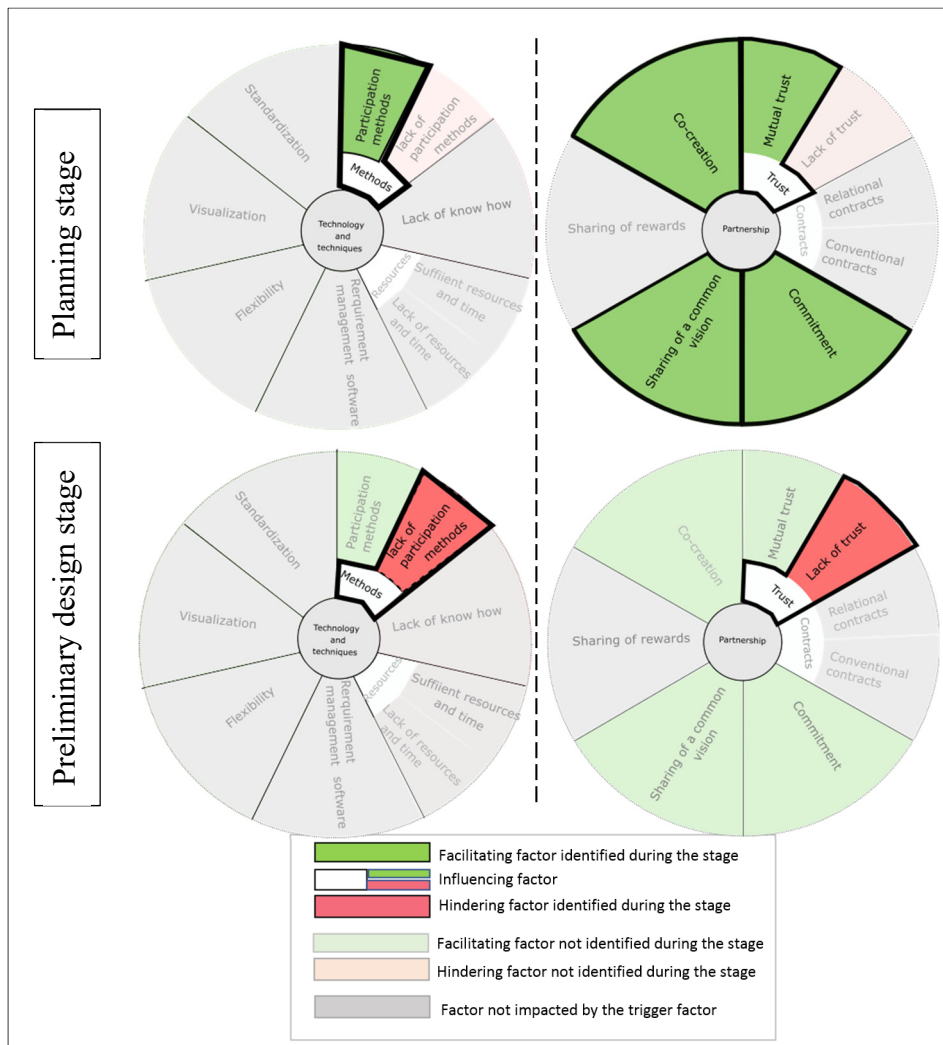 Planning stage
Standardization
Participation
methods
lack of
participation
methods
Methods
Visualization
Lack of know how
Technology
and
techniques
Resources
Suffiient resources
and time
Flexibility
Rerquirement
management software
Lack of resources
and time
Co-creation
Mutual trust
Lack of trust
Trust
Relational
contracts
Sharing of rewards
Partnership
Contracts
Conventional
contracts
Sharing of a common
vision
Commitment
Preliminary design stage
Standardization
Participation
methods
lack of
participation
methods
Methods
Visualization
Lack of know how
Technology
and
techniques
Resources
Suffiient resources
and time
Flexibility
Rerquirement
management software
Lack of resources
and time
Co-creation
Mutual trust
Lack of trust
Trust
Relational
contracts
Sharing of rewards
Partnership
Contracts
Conventional
contracts
Sharing of a common
vision
Commitment
Facilitating factor identified during the stage
Influencing factor
Hindering factor identified during the stage
Facilitating factor not identified during the stage
Hindering factor not identified during the stage
Factor not impacted by the trigger factor